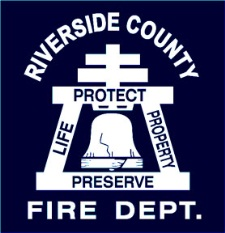 RIVERSIDE COUNTY
PROTECT
LIFE
PROPERTY
PRESERVE
FIRE DEPT.